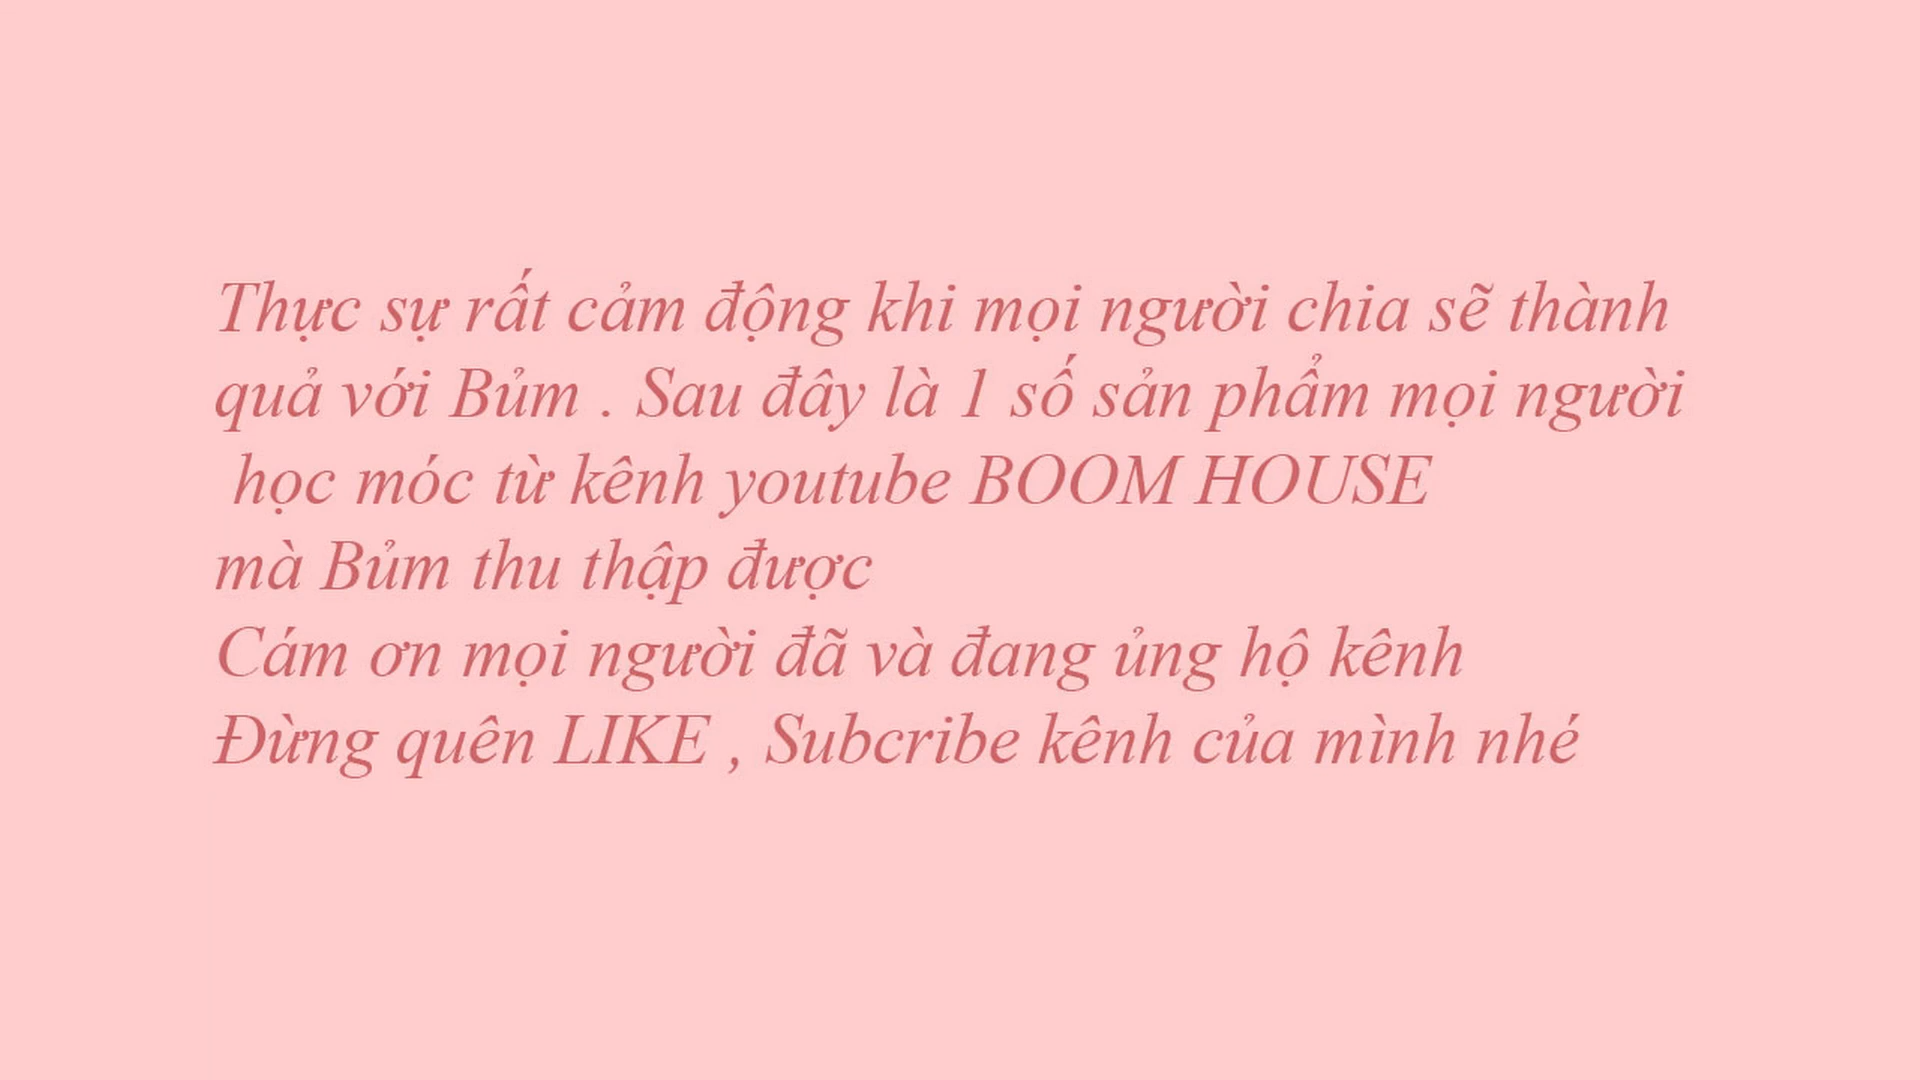 Thực sự rất cảm động khi mọi người chia sẽ thành
quả với Bủm . Sau đây là 1 số sản phẩm mọi người
học móc từ kênh youtube BOOM HOUSE
mà Bủm thu thập được
Cám ơn mọi người đã và đang ủng hộ kênh
Đừng quên LIKE , Subcribe kênh của mình nhé